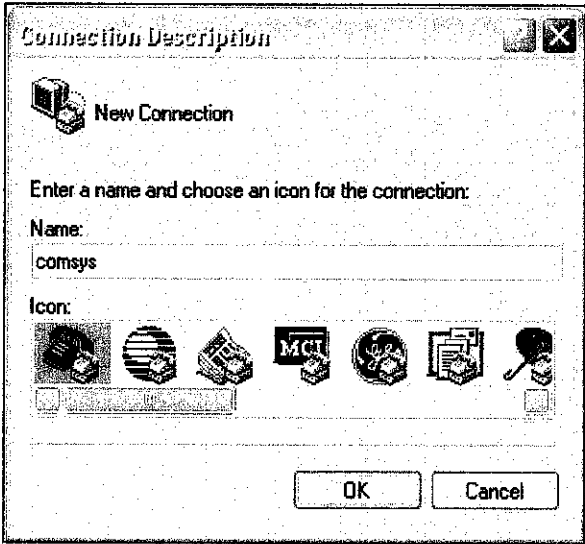 Connection Description
New Connection
Enter a name and choose an icon for the connection:
Name:
comsys
Icon:
MCI
OK
Cancel